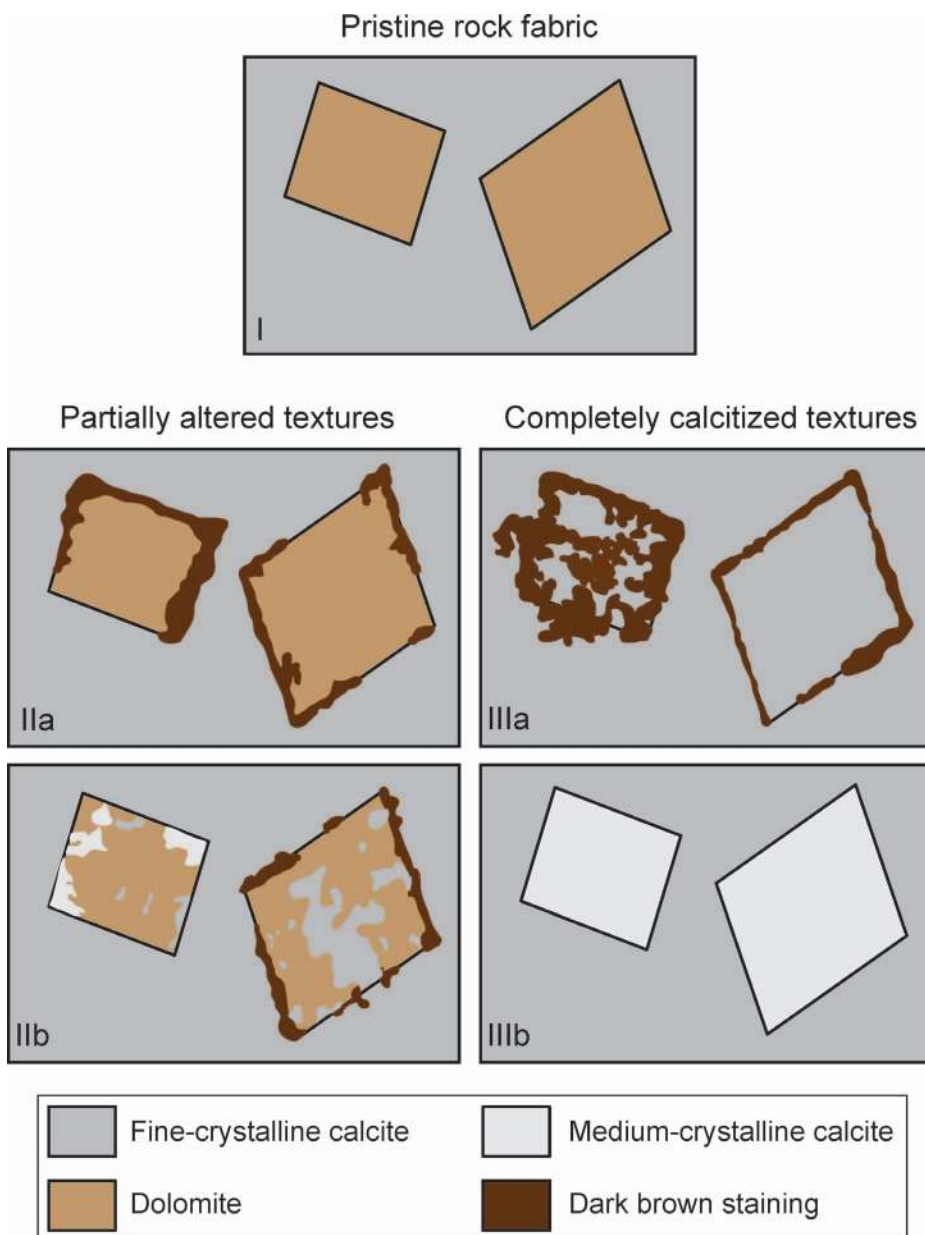 Pristine rock fabric
I
Partially altered textures
Completely calcitized textures
IIa
IIIa
IIb
IIIb
Fine-crystalline calcite
Medium-crystalline calcite
Dolomite
Dark brown staining